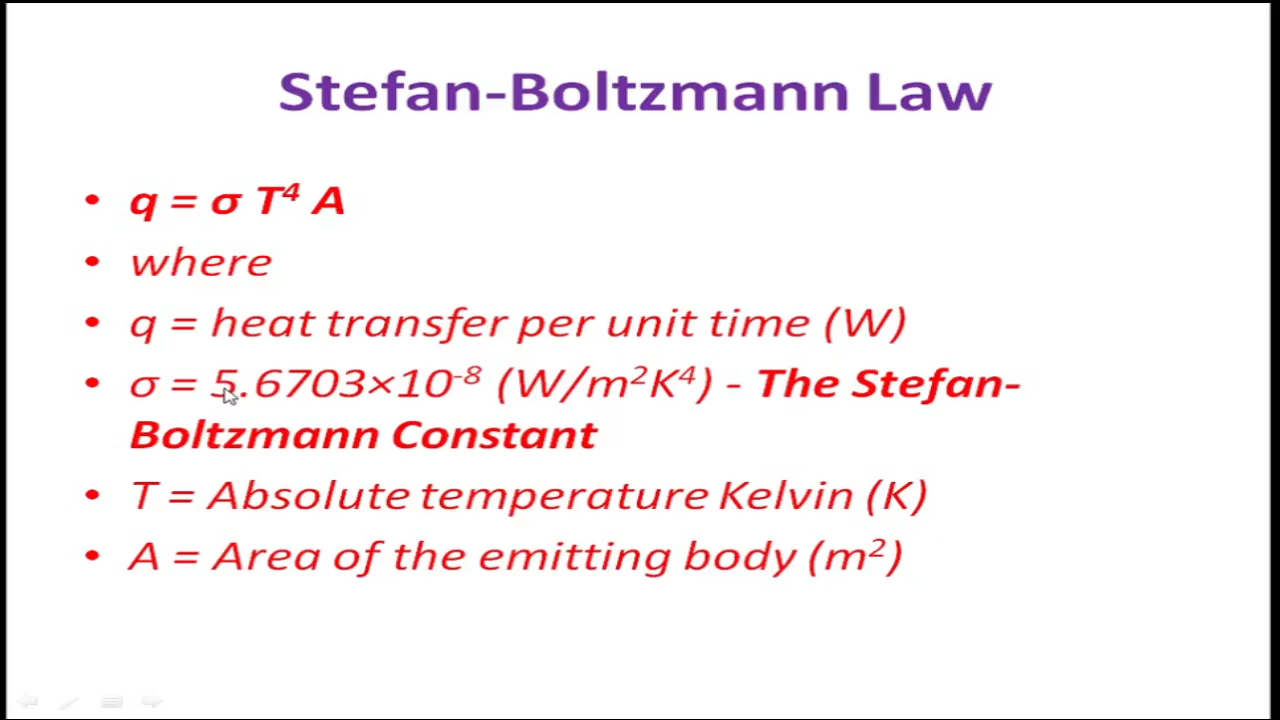 Stefan-Boltzmann Law
• q = σ T⁴ A
• where
• q = heat transfer per unit time (W)
• σ = 5.6703×10⁻⁸ (W/m²K⁴) - The Stefan-
Boltzmann Constant
• T = Absolute temperature Kelvin (K)
• A = Area of the emitting body (m²)